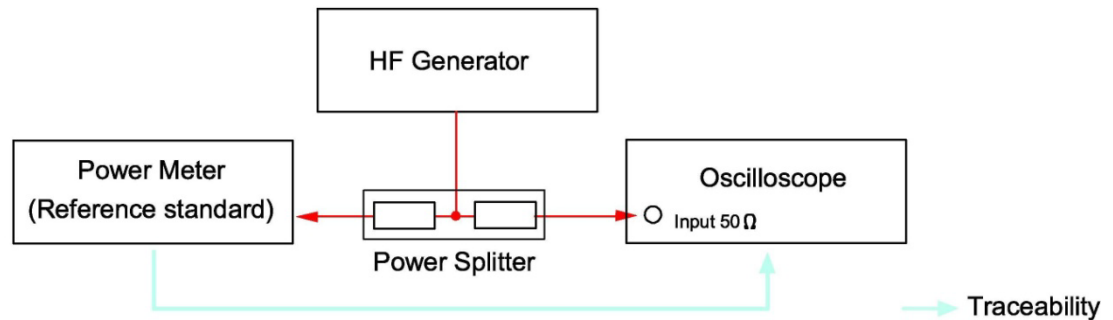 HF Generator
Power Meter
(Reference standard)
Oscilloscope
Input 50 Ω
Power Splitter
Traceability